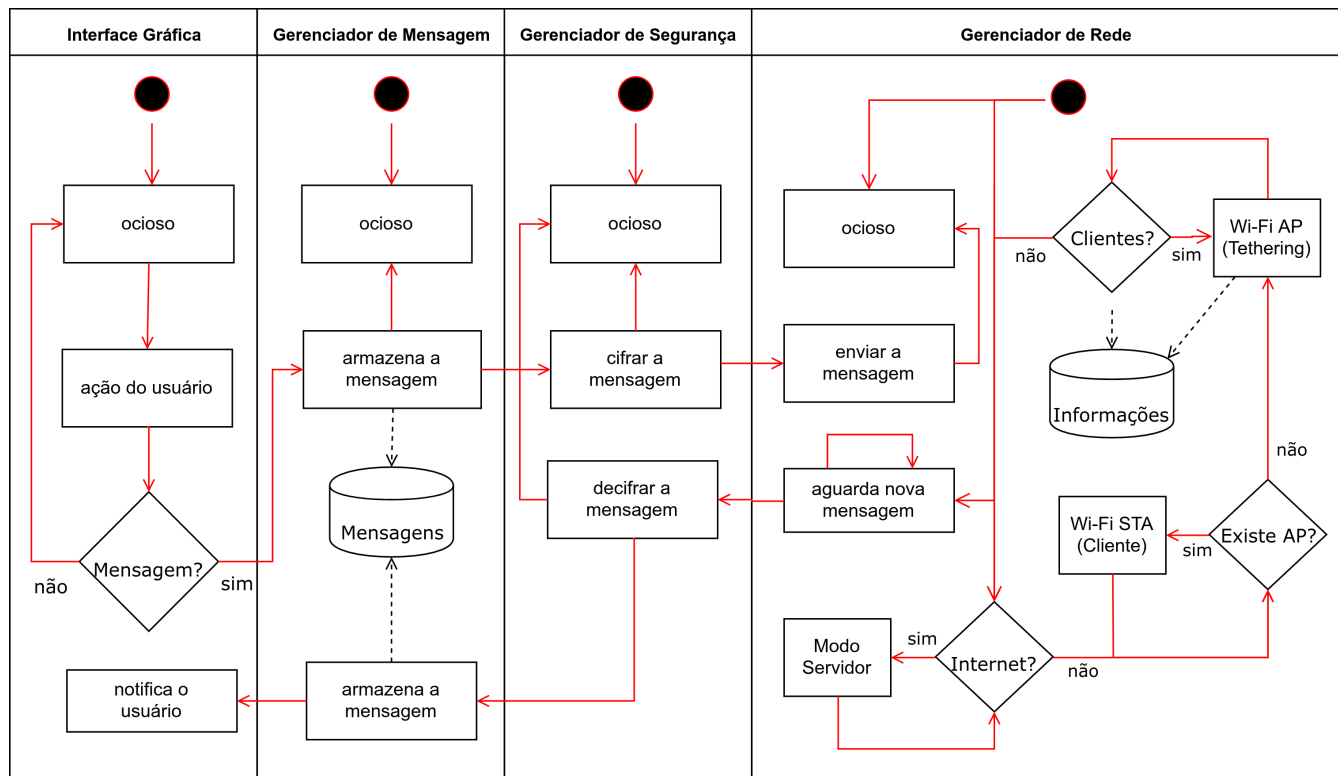 Interface Gráfica
Gerenciador de Mensagem
Gerenciador de Segurança
Gerenciador de Rede
ocioso
ação do usuário
Mensagem?
não
sim
notifica o
usuário
ocioso
armazena a
mensagem
Mensagens
armazena a
mensagem
ocioso
cifrar a
mensagem
decifrar a
mensagem
ocioso
enviar a
mensagem
aguarda nova
mensagem
Modo
Servidor
sim
Internet?
não
Clientes?
não
sim
Wi-Fi AP
(Tethering)
Informações
não
Wi-Fi STA
(Cliente)
sim
Existe AP?